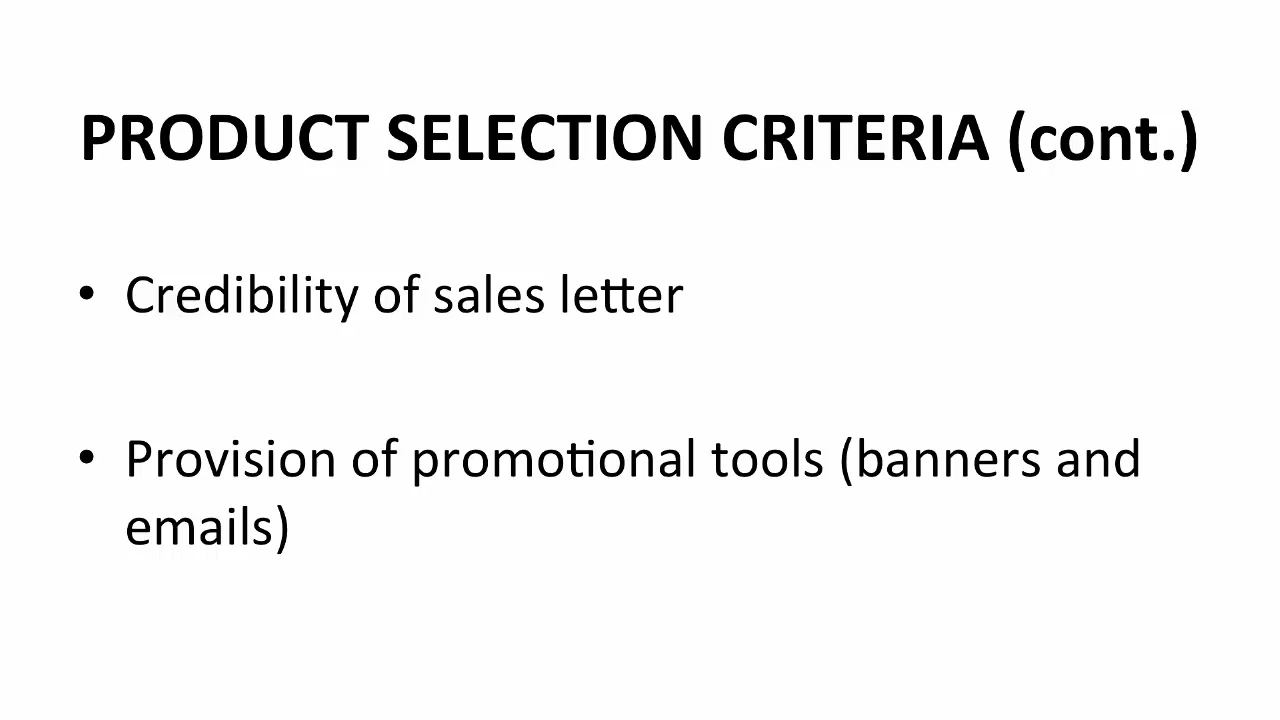 PRODUCT SELECTION CRITERIA (cont.)
• Credibility of sales letter
• Provision of promotional tools (banners and
emails)